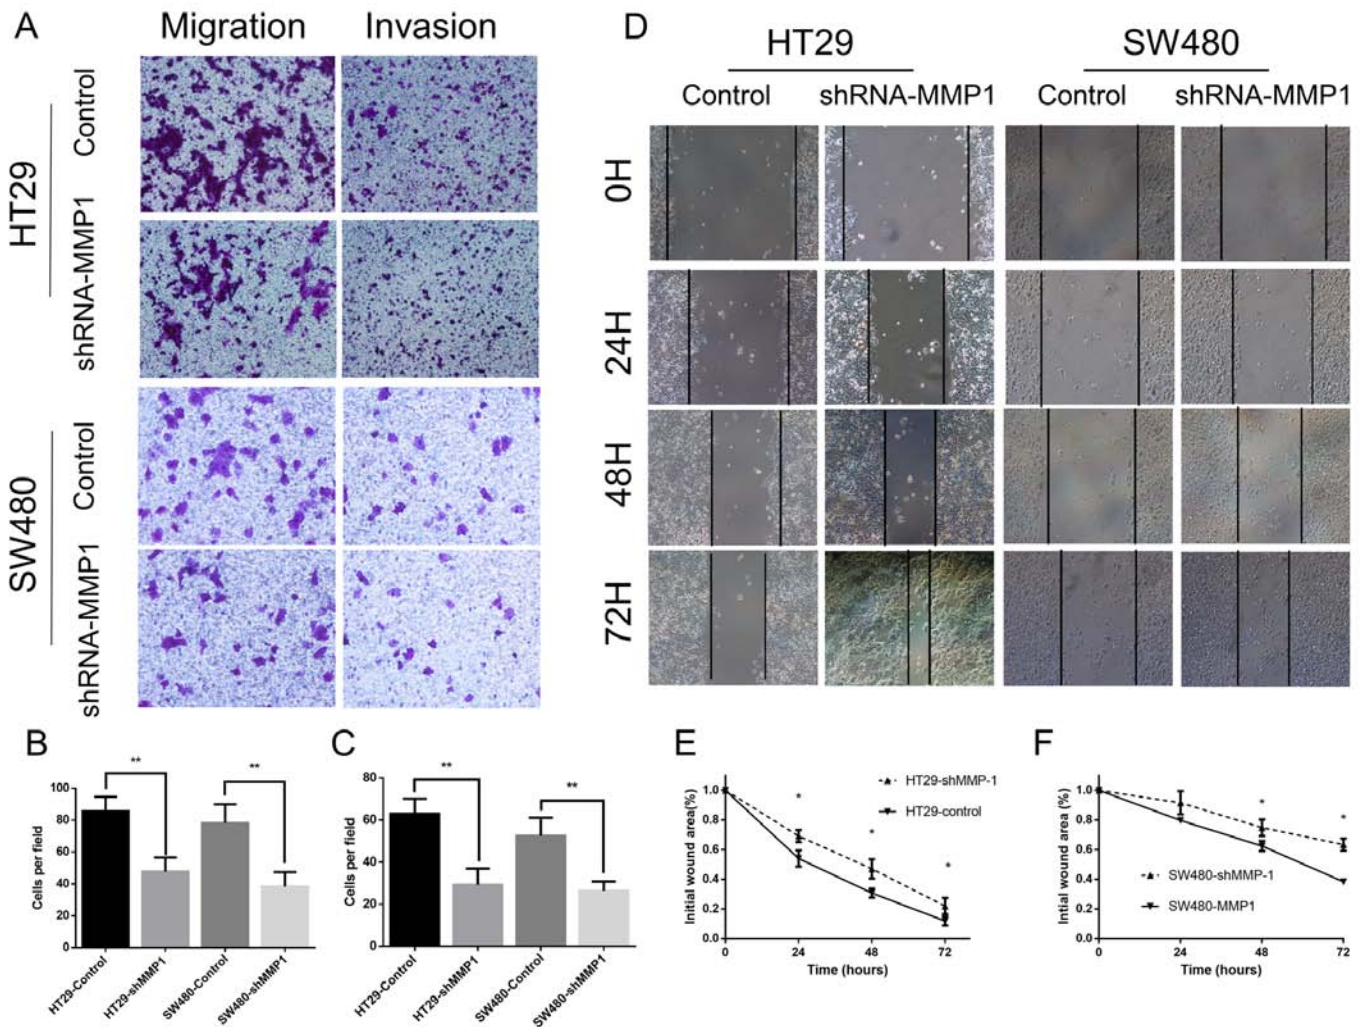 A
Migration
Invasion
HT29
Control
shRNA-MMP1
SW480
Control
shRNA-MMP1
D
HT29
SW480
Control
shRNA-MMP1
Control
shRNA-MMP1
0H
24H
48H
72H
B
**
**
100
80
60
40
20
0
Cells per field
HT29-Control
HT29-shMMP1
SW480-Control
SW480-shMMP1
C
**
**
80
60
40
20
0
Cells per field
HT29-Control
HT29-shMMP1
SW480-Control
SW480-shMMP1
E
HT29-shMMP-1
HT29-control
*
*
*
1.0
0.8
0.6
0.4
0.2
0.0
Initial wound area(%)
0
24
48
72
Time (hours)
F
*
*
1.0
0.8
0.6
0.4
0.2
0.0
Intial wound area (%)
SW480-shMMP-1
SW480-MMP1
0
24
48
72
Time (hours)